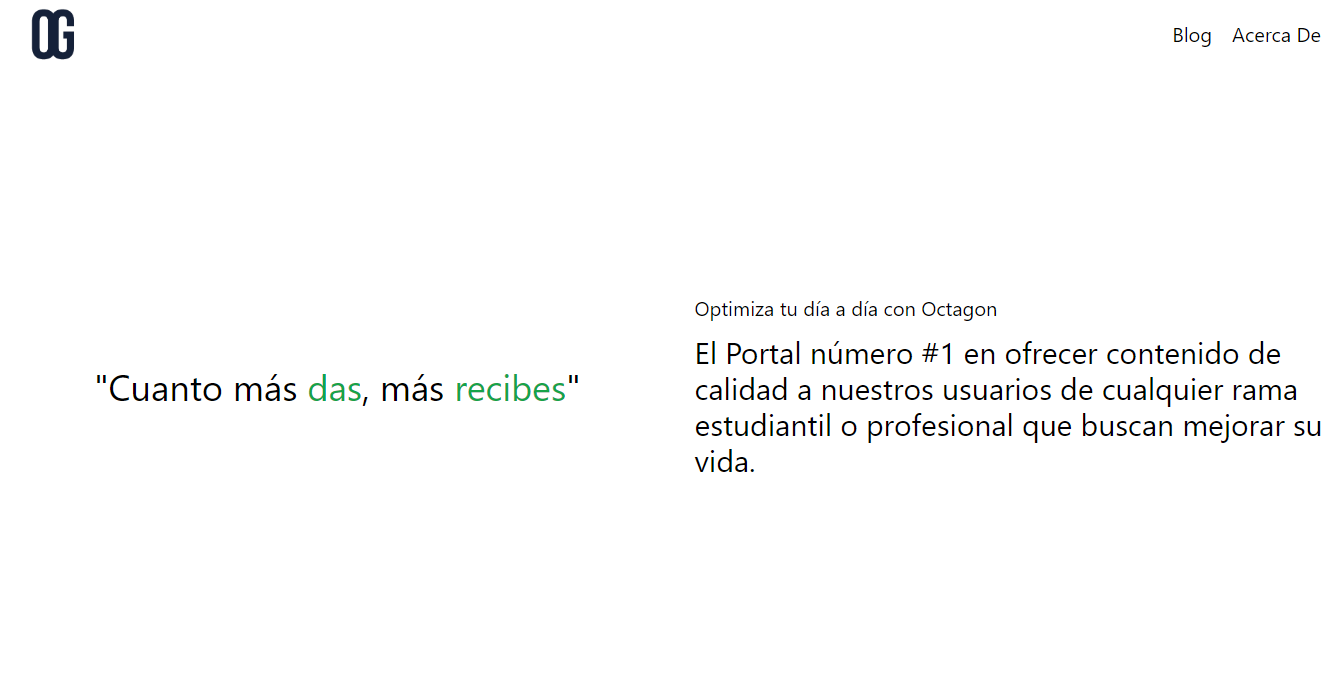 OG
Blog
Acerca De
"Cuanto más das, más recibes"
Optimiza tu día a día con Octagon
El Portal número #1 en ofrecer contenido de
calidad a nuestros usuarios de cualquier rama
estudiantil o profesional que buscan mejorar su
vida.